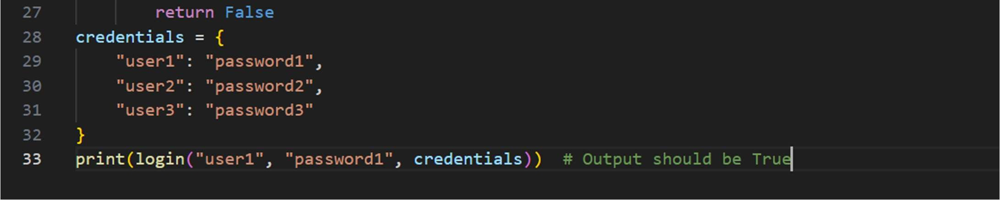 27 return False
28 credentials = {
29 "user1": "password1",
30 "user2": "password2",
31 "user3": "password3"
32 }
33 print(login("user1", "password1", credentials))  # Output should be True